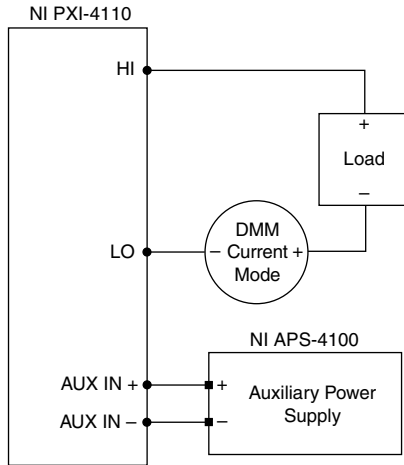 NI PXI-4110
HI
+
Load
–
DMM
– Current +
Mode
LO
NI APS-4100
AUX IN +
+
Auxiliary Power
Supply
AUX IN –
–